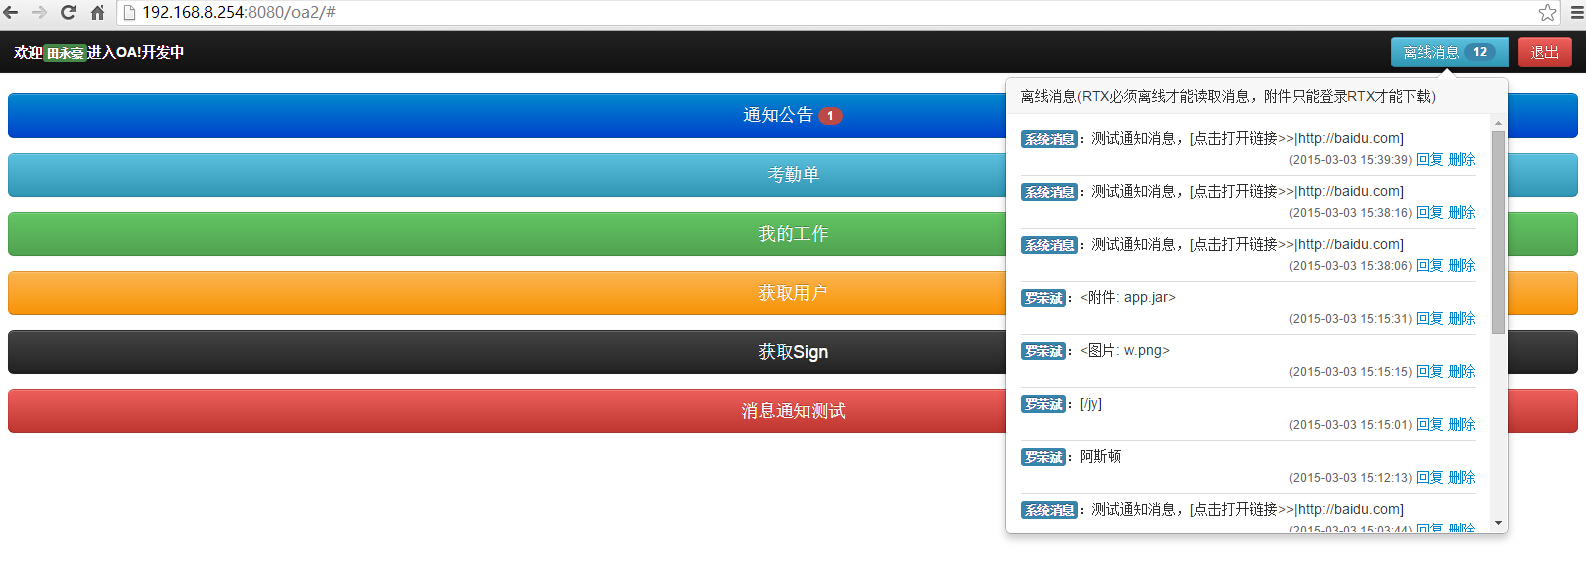 192.168.8.254:8080/oa2/#
欢迎田永豪进入OA!开发中
离线消息 12
退出
通知公告 1
考勤单
我的工作
获取用户
获取Sign
消息通知测试
离线消息(RTX必须离线才能读取消息，附件只能登录RTX才能下载)
系统消息：测试通知消息，[点击打开链接>>|http://baidu.com]
(2015-03-03 15:39:39) 回复 删除
系统消息：测试通知消息，[点击打开链接>>|http://baidu.com]
(2015-03-03 15:38:16) 回复 删除
系统消息：测试通知消息，[点击打开链接>>|http://baidu.com]
(2015-03-03 15:38:06) 回复 删除
罗荣斌：<附件: app.jar>
(2015-03-03 15:15:31) 回复 删除
罗荣斌：<图片: w.png>
(2015-03-03 15:15:15) 回复 删除
罗荣斌：[/jy]
(2015-03-03 15:15:01) 回复 删除
罗荣斌：阿斯顿
(2015-03-03 15:12:13) 回复 删除
系统消息：测试通知消息，[点击打开链接>>|http://baidu.com]
(2015-03-03 15:03:44) 回复 删除